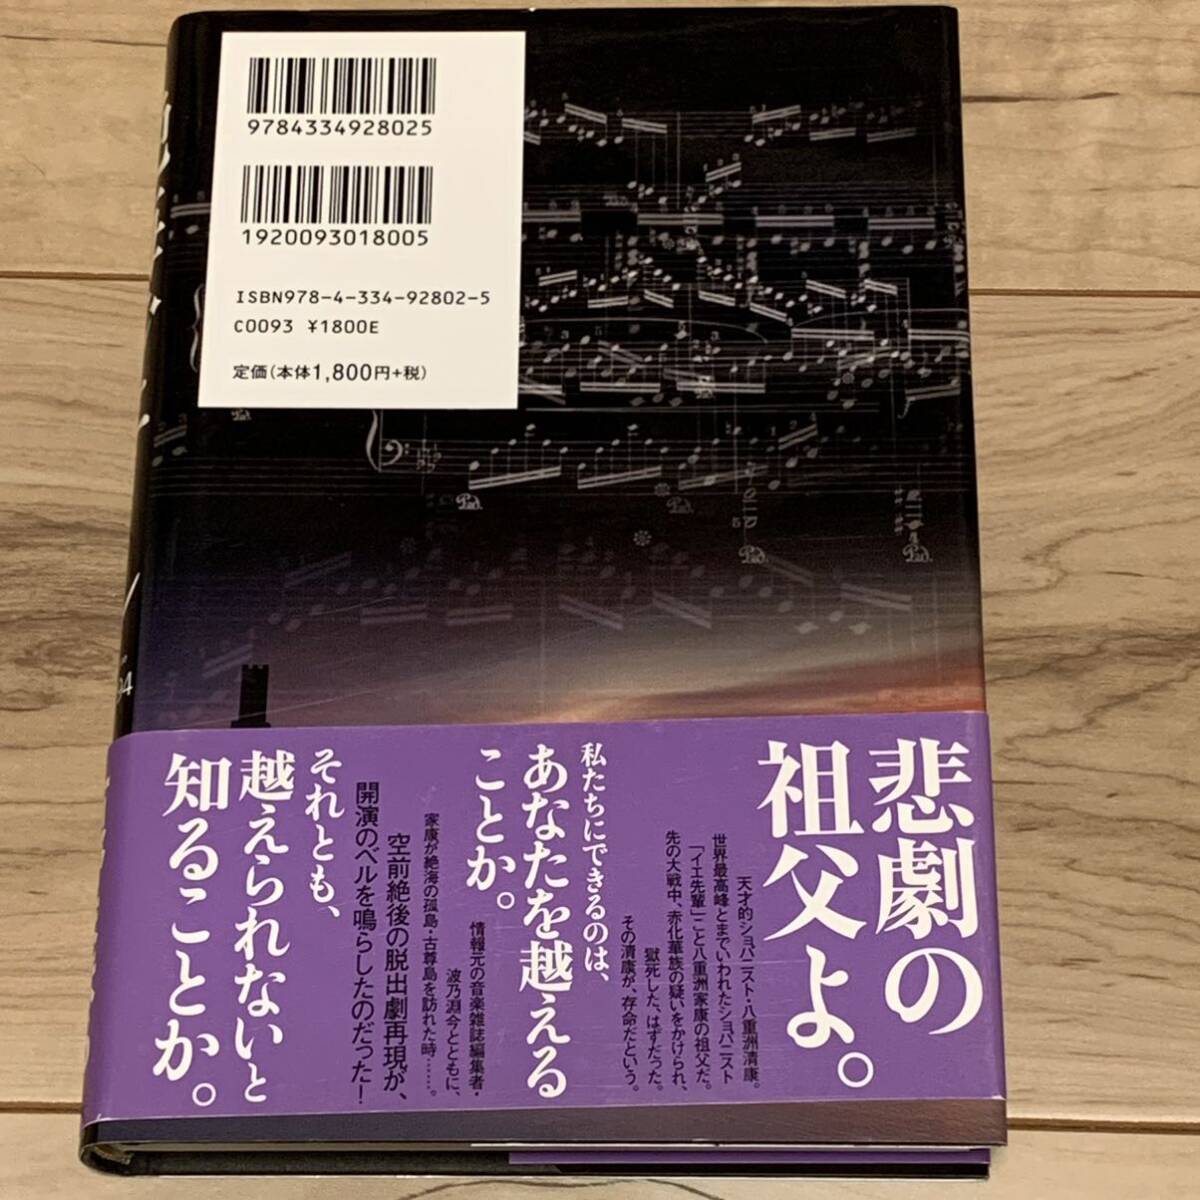 9784334928025
1920093018005
ISBN978-4-334-92802-5
C0093 ¥1800E
定価(本体1,800円+税)
悲劇の
祖父よ。
天才的ショパニスト・八重洲清康。
世界最高峰とまでいわれたショパニスト
「イエ先輩」こと八重洲家康の祖父だ。
先の大戦中、赤化華族の疑いをかけられ、
獄死した、はずだった。
その清康が、存命だという。
私たちにできるのは、
あなたを越える
ことか。
情報元の音楽雑誌編集者・
波乃淵今とともに、
家康が絶海の孤島・古尊島を訪れた時……。
空前絶後の脱出劇再現が、
開演のベルを鳴らしたのだった!
それとも、
越えられないと
知ることか。